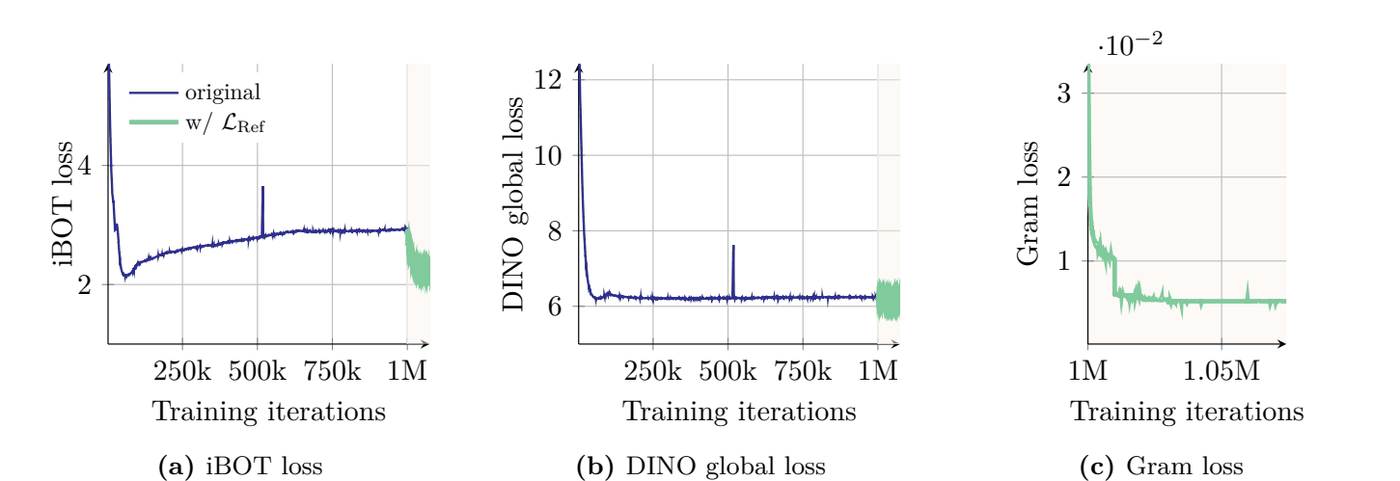 original
w/ ℒ_Ref
iBOT loss
4
2
250k 500k 750k 1M
Training iterations
(a) iBOT loss
DINO global loss
12
10
8
6
250k 500k 750k 1M
Training iterations
(b) DINO global loss
·10⁻²
Gram loss
3
2
1
1M 1.05M
Training iterations
(c) Gram loss